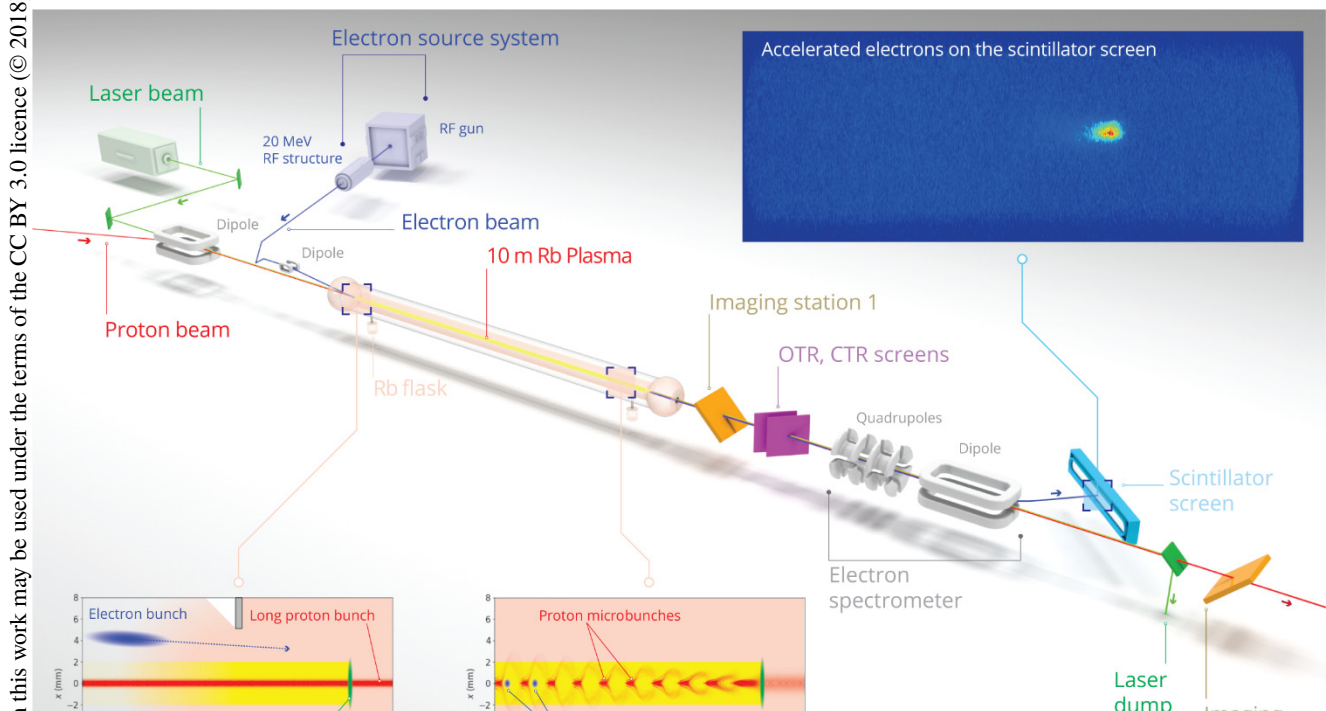 n this work may be used under the terms of the CC BY 3.0 licence (© 2018)
Electron source system
Accelerated electrons on the scintillator screen
Laser beam
RF gun
20 MeV
RF structure
Dipole
Electron beam
Dipole
10 m Rb Plasma
Proton beam
Imaging station 1
Rb flask
OTR, CTR screens
Quadrupoles
Dipole
Scintillator
screen
Electron
spectrometer
8
6
4
2
0
−2
x (mm)
Electron bunch
Long proton bunch
8
6
4
2
0
−2
x (mm)
Proton microbunches
Laser
dump
Imaging